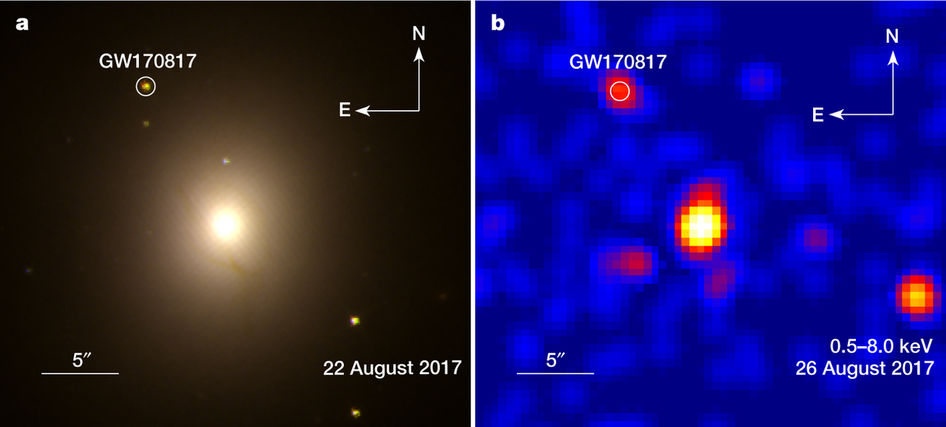 a
N
GW170817
E
5″
22 August 2017
b
N
GW170817
E
5″
0.5–8.0 keV
26 August 2017